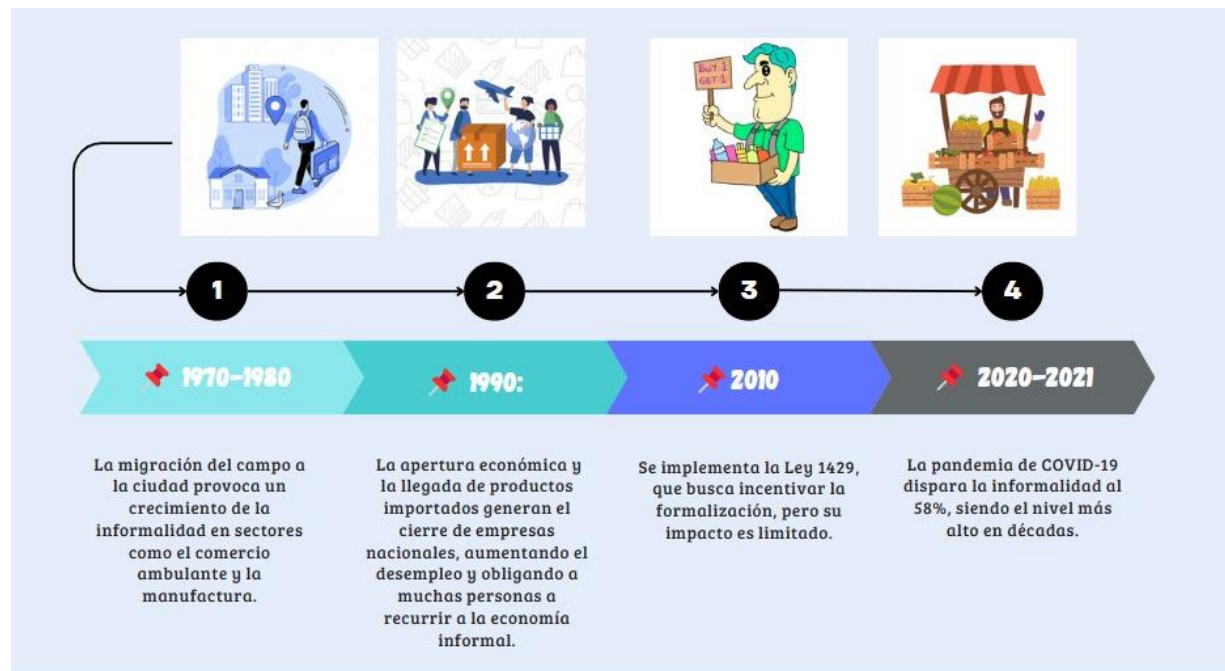 BUY 1
GET 1
1
2
3
4
1970-1980
1990:
2010
2020-2021
La migración del campo a
la ciudad provoca un
crecimiento de la
informalidad en sectores
como el comercio
ambulante y la
manufactura.
La apertura económica y
la llegada de productos
importados generan el
cierre de empresas
nacionales, aumentando el
desempleo y obligando a
muchas personas a
recurrir a la economía
informal.
Se implementa la Ley 1429,
que busca incentivar la
formalización, pero su
impacto es limitado.
La pandemia de COVID-19
dispara la informalidad al
58%, siendo el nivel más
alto en décadas.